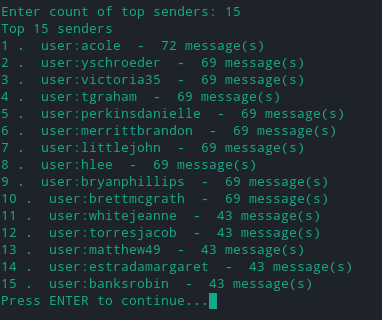 Enter count of top senders: 15
Top 15 senders
1 .  user:acole  -  72 message(s)
2 .  user:yschroeder  -  69 message(s)
3 .  user:victoria35  -  69 message(s)
4 .  user:tgraham  -  69 message(s)
5 .  user:perkinsdanielle  -  69 message(s)
6 .  user:merrittbrandon  -  69 message(s)
7 .  user:littlejohn  -  69 message(s)
8 .  user:hlee  -  69 message(s)
9 .  user:bryanphillips  -  69 message(s)
10 .  user:brettmcgrath  -  69 message(s)
11 .  user:whitejeanne  -  43 message(s)
12 .  user:torresjacob  -  43 message(s)
13 .  user:matthew49  -  43 message(s)
14 .  user:estradamargaret  -  43 message(s)
15 .  user:banksrobin  -  43 message(s)
Press ENTER to continue...